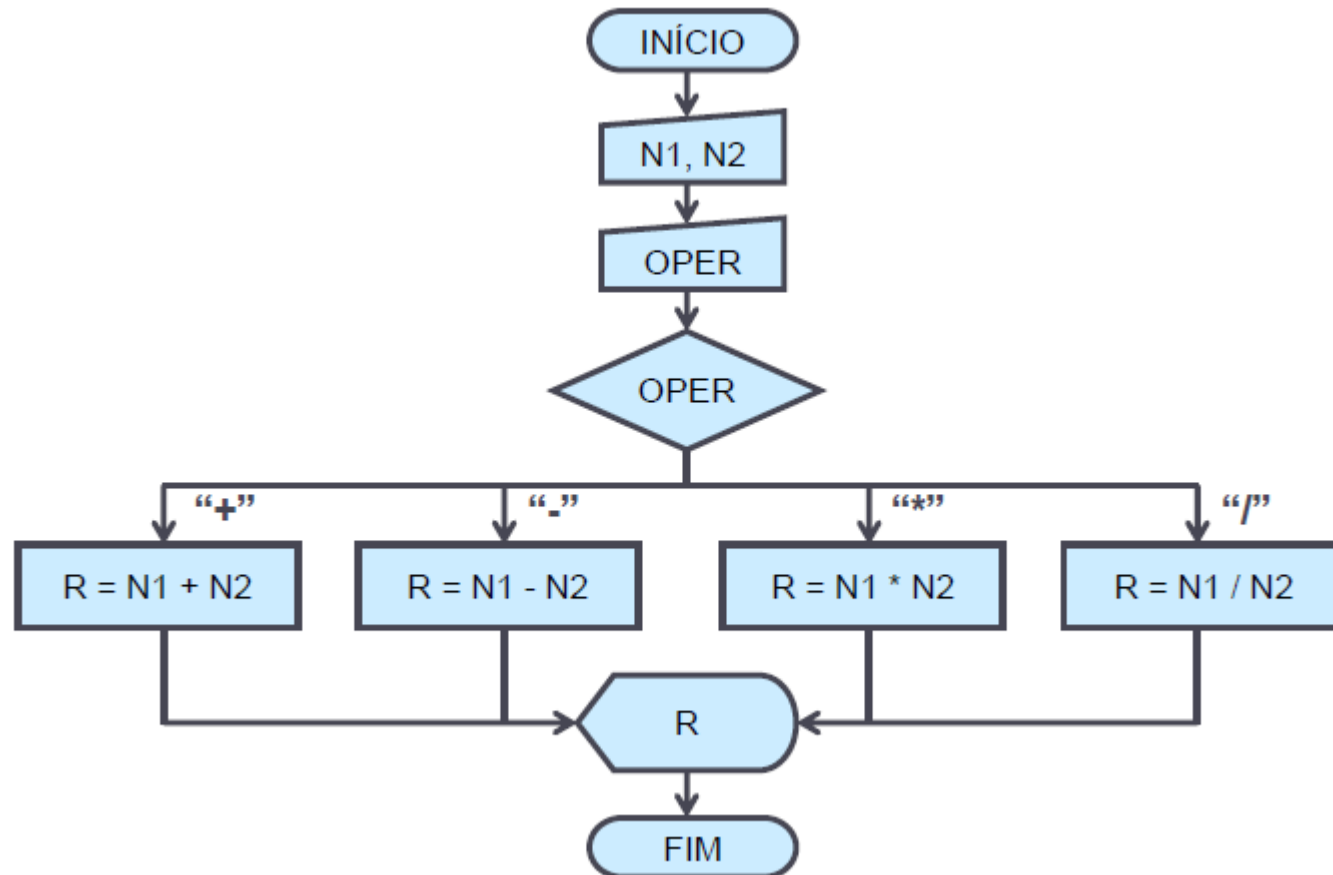 INÍCIO
N1, N2
OPER
OPER
“+” “-” “*” “/”
R = N1 + N2 R = N1 - N2 R = N1 * N2 R = N1 / N2
R
FIM